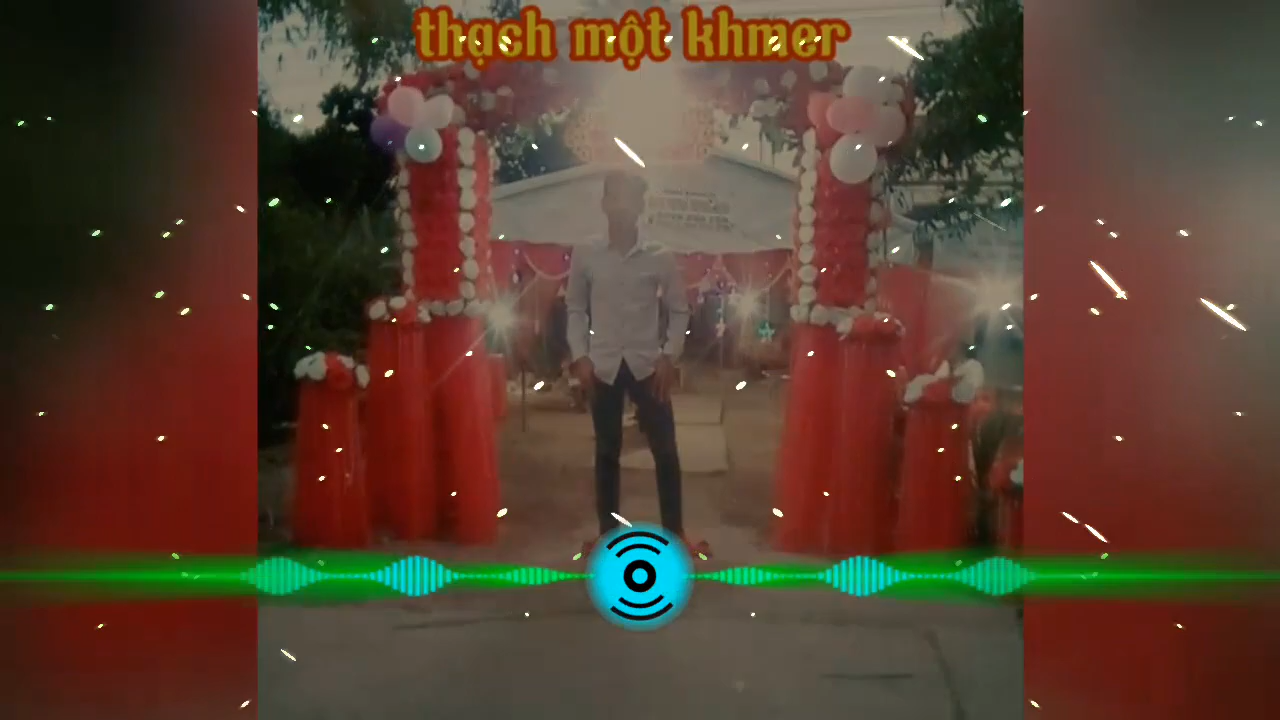 thạch một khmer